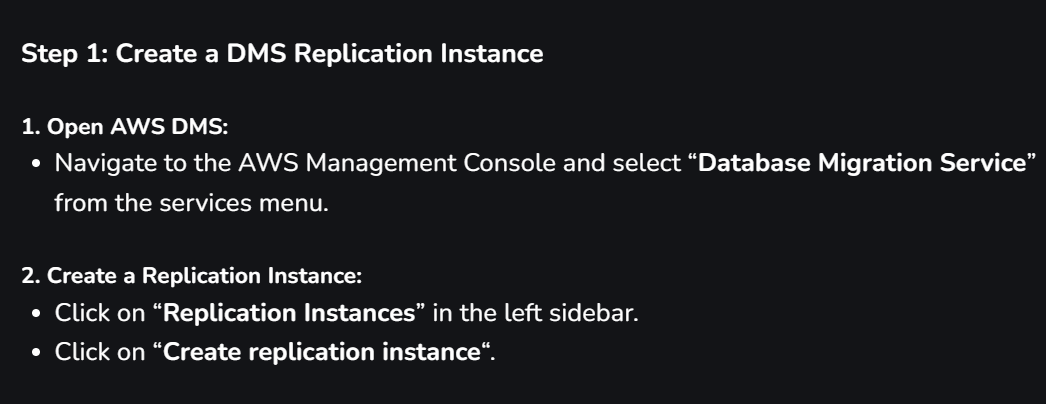 Step 1: Create a DMS Replication Instance
1. Open AWS DMS:
• Navigate to the AWS Management Console and select “Database Migration Service”
from the services menu.
2. Create a Replication Instance:
• Click on “Replication Instances” in the left sidebar.
• Click on “Create replication instance“.